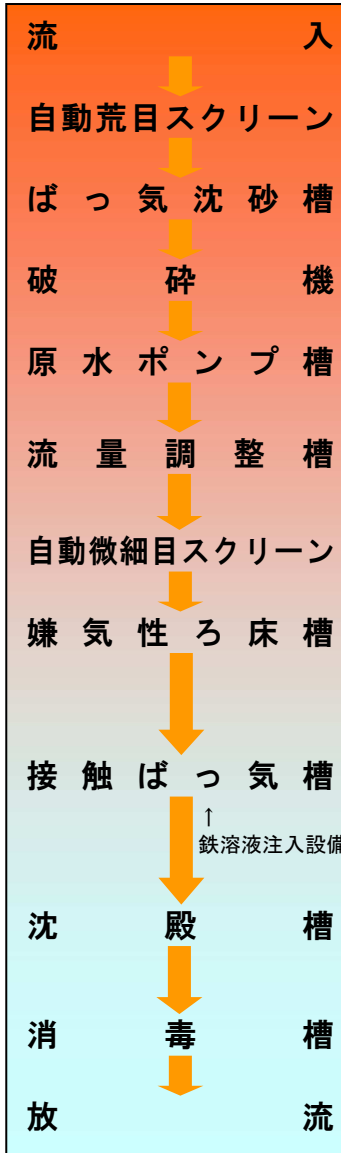 流入
自動荒目スクリーン
ばっ気沈砂槽
破砕機
原水ポンプ槽
流量調整槽
自動微細目スクリーン
嫌気性ろ床槽
接触ばっ気槽
↑
鉄溶液注入設備
沈殿槽
消毒槽
放流